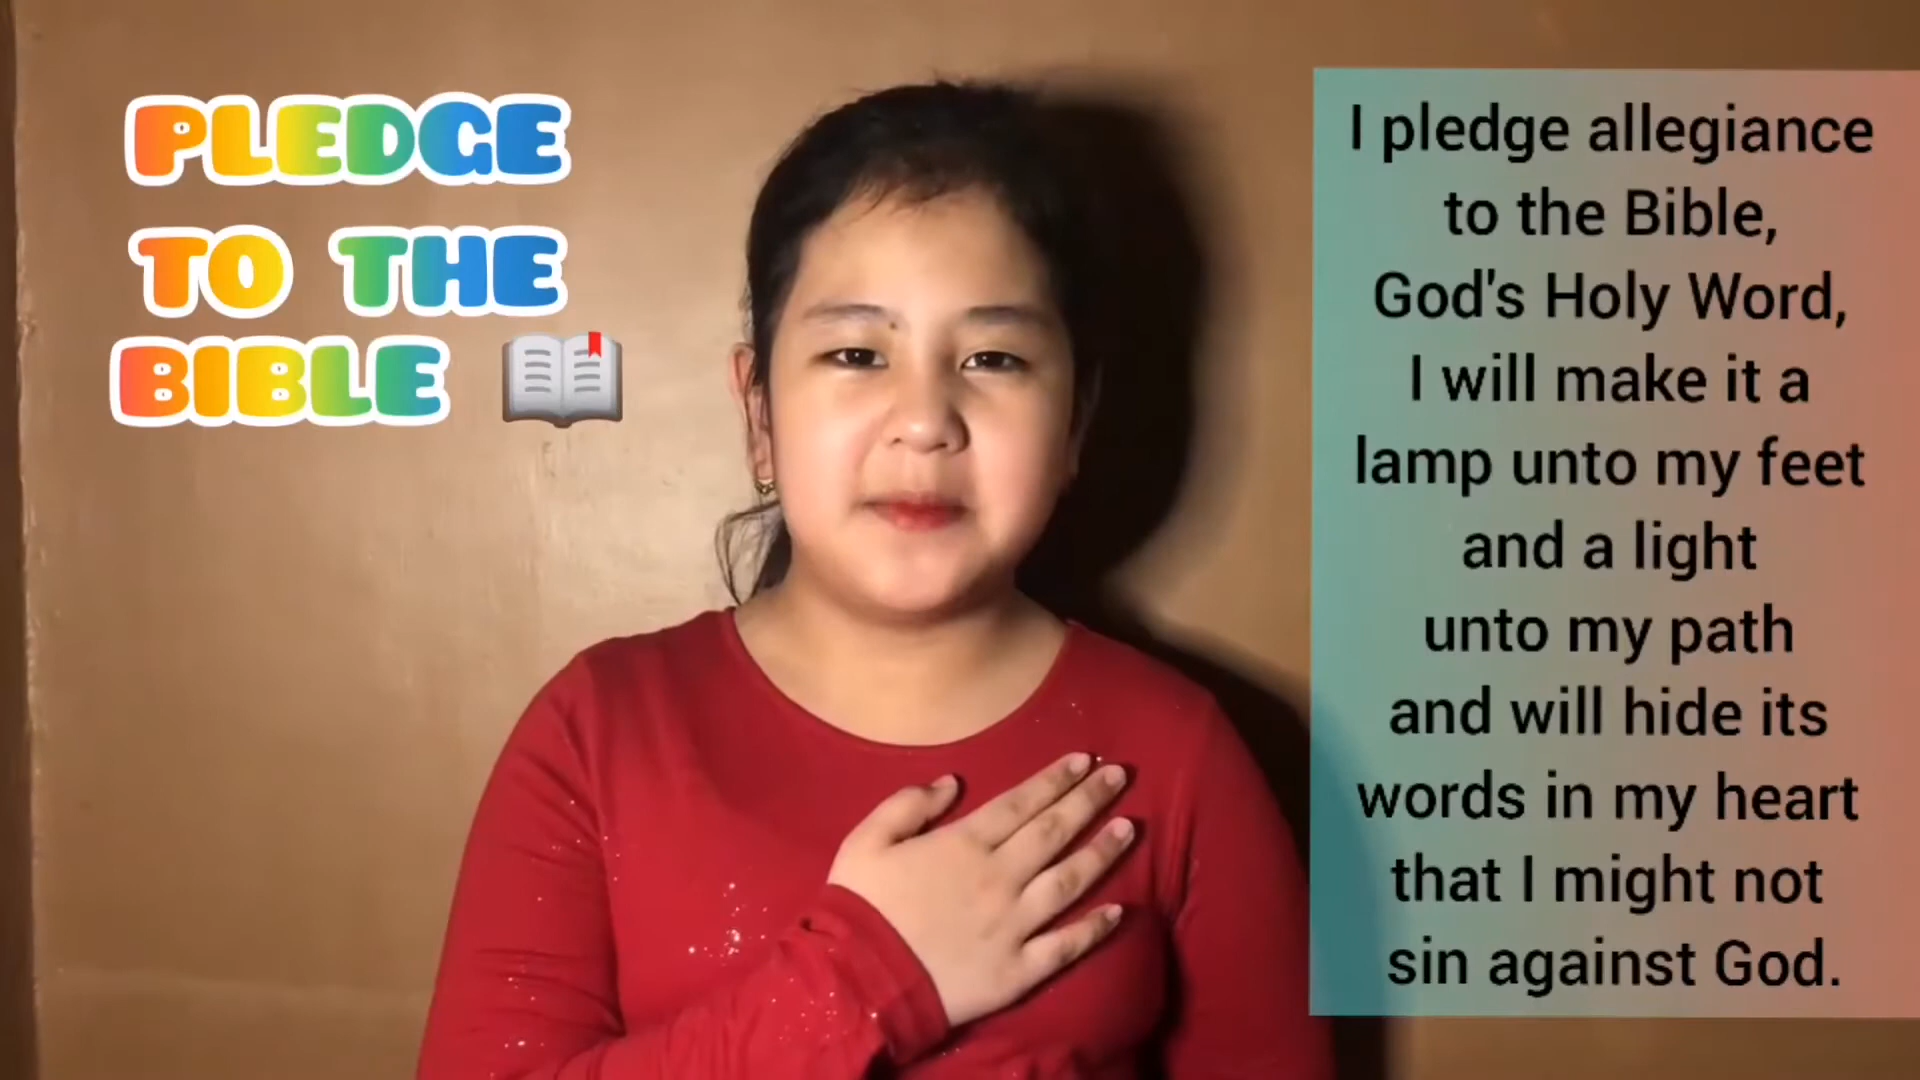 PLEDGE
TO THE
BIBLE
I pledge allegiance
to the Bible,
God's Holy Word,
I will make it a
lamp unto my feet
and a light
unto my path
and will hide its
words in my heart
that I might not
sin against God.